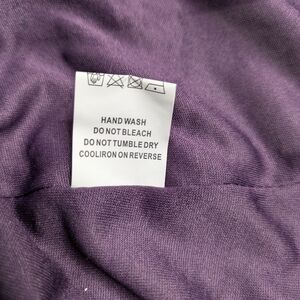 HAND WASH
DO NOT BLEACH
DO NOT TUMBLE DRY
COOLIRON ON REVERSE